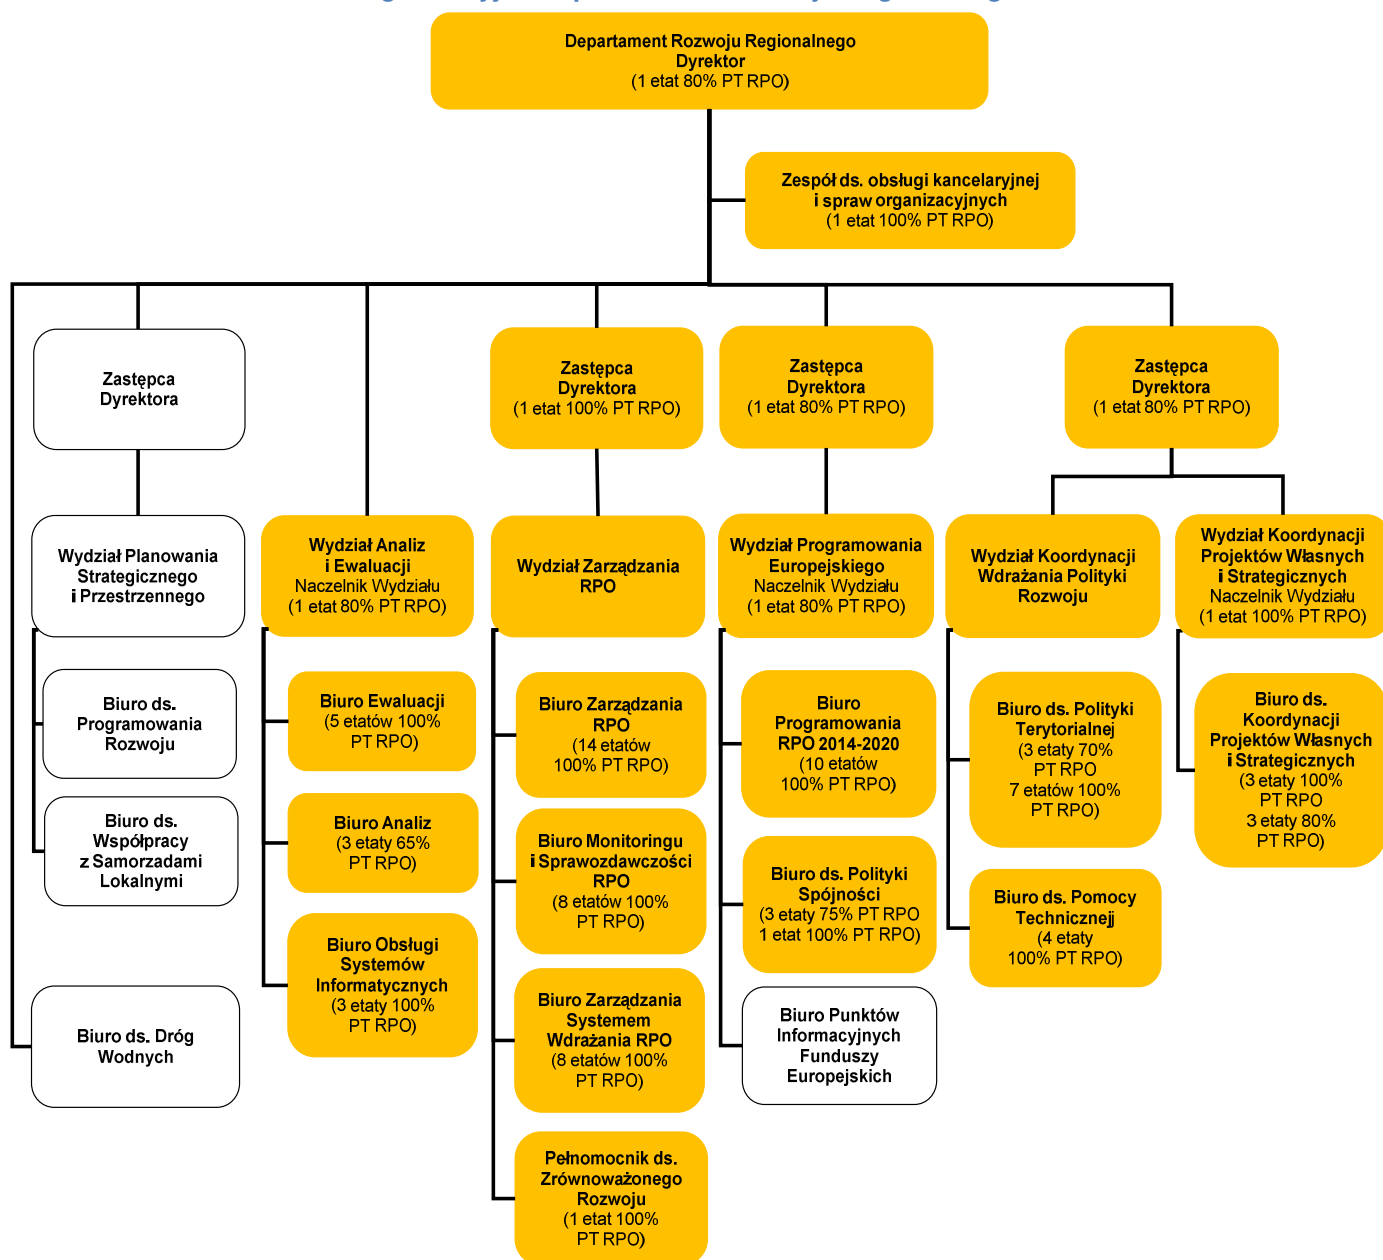 Departament Rozwoju Regionalnego
Dyrektor
(1 etat 80% PT RPO)
Zespół ds. obsługi kancelaryjnej
i spraw organizacyjnych
(1 etat 100% PT RPO)
Zastępca
Dyrektora
Zastępca
Dyrektora
(1 etat 100% PT RPO)
Zastępca
Dyrektora
(1 etat 80% PT RPO)
Zastępca
Dyrektora
(1 etat 80% PT RPO)
Wydział Planowania
Strategicznego
i Przestrzennego
Wydział Analiz
i Ewaluacji
Naczelnik Wydziału
(1 etat 80% PT RPO)
Wydział Zarządzania
RPO
Wydział Programowania
Europejskiego
Naczelnik Wydziału
(1 etat 80% PT RPO)
Wydział Koordynacji
Wdrażania Polityki
Rozwoju
Wydział Koordynacji
Projektów Własnych
i Strategicznych
Naczelnik Wydziału
(1 etat 100% PT RPO)
Biuro ds.
Programowania
Rozwoju
Biuro ds.
Współpracy
z Samorzadami
Lokalnymi
Biuro ds. Dróg
Wodnych
Biuro Ewaluacji
(5 etatów 100%
PT RPO)
Biuro Analiz
(3 etaty 65%
PT RPO)
Biuro Obsługi
Systemów
Informatycznych
(3 etaty 100%
PT RPO)
Biuro Zarządzania
RPO
(14 etatów
100% PT RPO)
Biuro Monitoringu
i Sprawozdawczości
RPO
(8 etatów 100%
PT RPO)
Biuro Zarządzania
Systemem
Wdrażania RPO
(8 etatów 100%
PT RPO)
Pełnomocnik ds.
Zrównoważonego
Rozwoju
(1 etat 100%
PT RPO)
Biuro
Programowania
RPO 2014-2020
(10 etatów
100% PT RPO)
Biuro ds. Polityki
Spójności
(3 etaty 75% PT RPO
1 etat 100% PT RPO)
Biuro Punktów
Informacyjnych
Funduszy
Europejskich
Biuro ds. Polityki
Terytorialnej
(3 etaty 70%
PT RPO
7 etatów 100%
PT RPO)
Biuro ds. Pomocy
Technicznejj
(4 etaty
100% PT RPO)
Biuro ds.
Koordynacji
Projektów Własnych
i Strategicznych
(3 etaty 100%
PT RPO
3 etaty 80%
PT RPO)